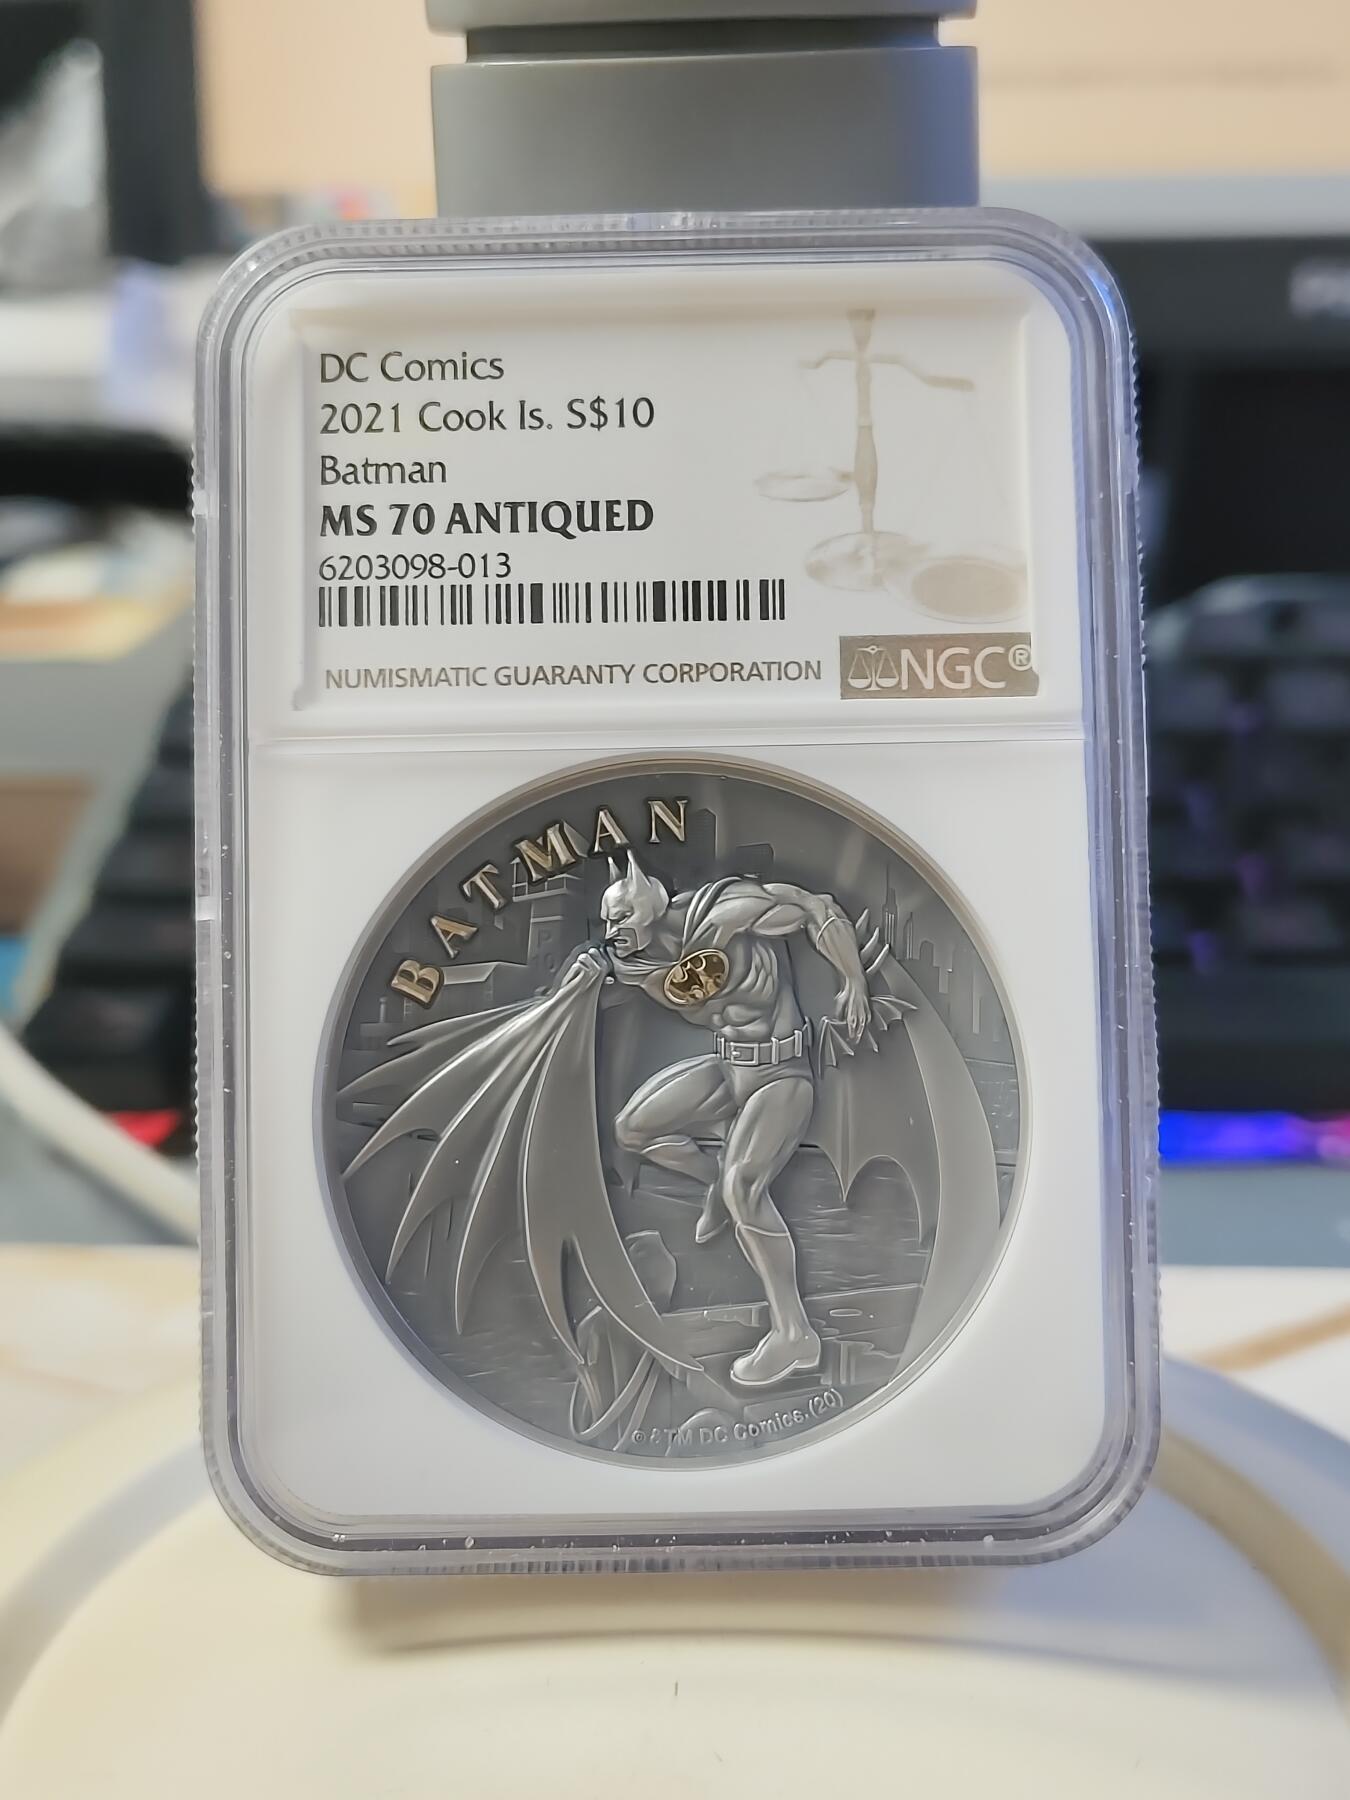 DC Comics
2021 Cook Is. S$10
Batman
MS 70 ANTIQUED
6203098-013
NUMISMATIC GUARANTY CORPORATION NGC®
BATMAN
© & TM DC Comics. (20)